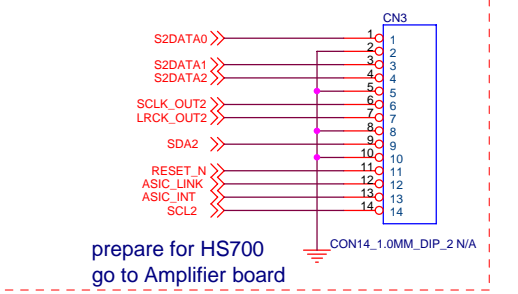 CN3
S2DATA0 1 1
2 2
S2DATA1 3 3
S2DATA2 4 4
5 5
SCLK_OUT2 6 6
LRCK_OUT2 7 7
8 8
SDA2 9 9
10 10
RESET_N 11 11
ASIC_LINK 12 12
ASIC_INT 13 13
SCL2 14 14
CON14_1.0MM_DIP_2 N/A
prepare for HS700
go to Amplifier board